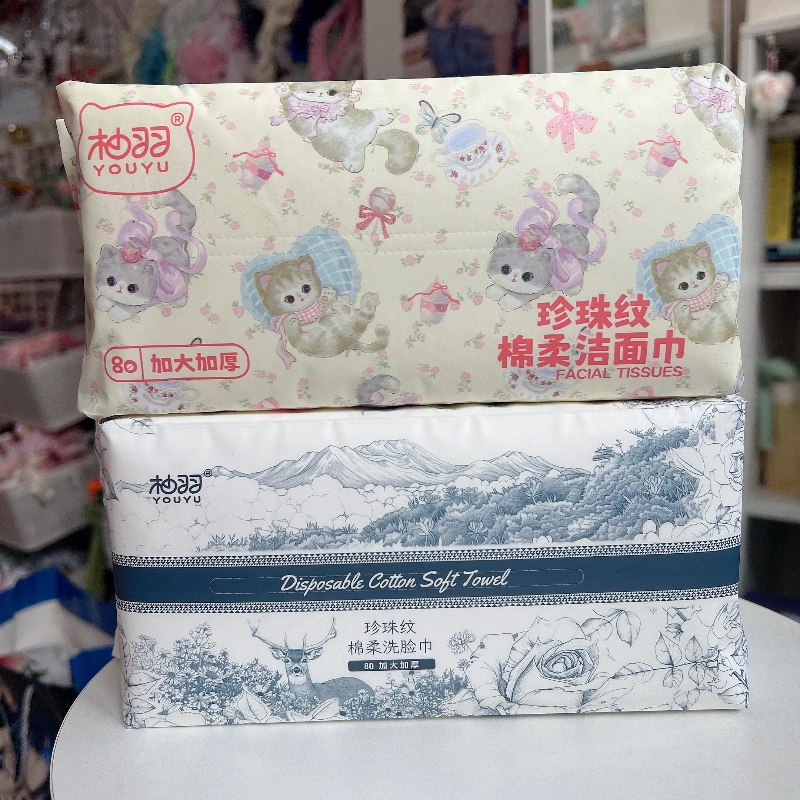 柚羽®
YOUYU
珍珠纹
棉柔洁面巾
FACIAL TISSUES
80 加大加厚
柚羽®
YOUYU
Disposable Cotton Soft Towel
珍珠纹
棉柔洗脸巾
80 加大加厚